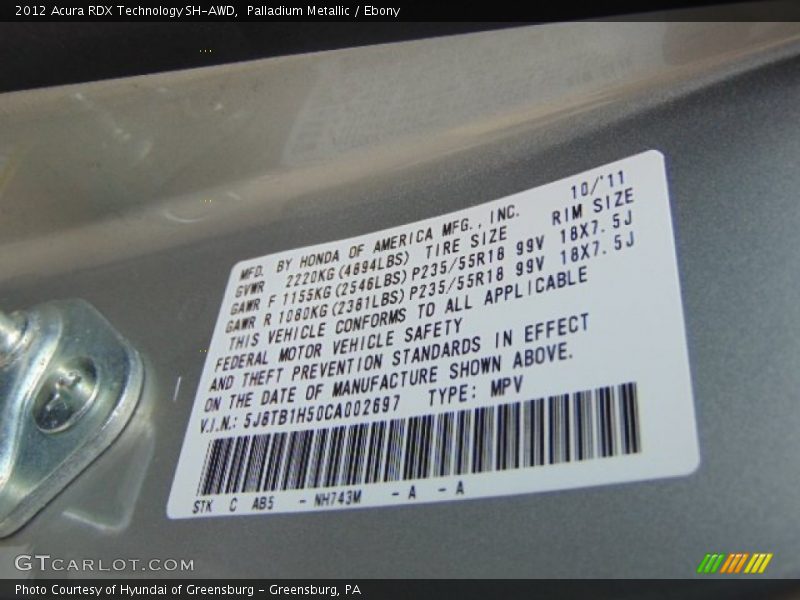 2012 Acura RDX Technology SH-AWD,  Palladium Metallic / Ebony
10/'11
MFD. BY HONDA OF AMERICA MFG., INC.
GVWR 2220KG(4894LBS) TIRE SIZE RIM SIZE
GAWR F 1155KG(2546LBS) P235/55R18 99V 18X7.5J
GAWR R 1080KG(2381LBS) P235/55R18 99V 18X7.5J
THIS VEHICLE CONFORMS TO ALL APPLICABLE
FEDERAL MOTOR VEHICLE SAFETY
AND THEFT PREVENTION STANDARDS IN EFFECT
ON THE DATE OF MANUFACTURE SHOWN ABOVE.
V.I.N.: 5J8TB1H50CA002697 TYPE: MPV
STK C AB5 - NH743M - A - A
GTCARLOT.COM
Photo Courtesy of Hyundai of Greensburg - Greensburg, PA